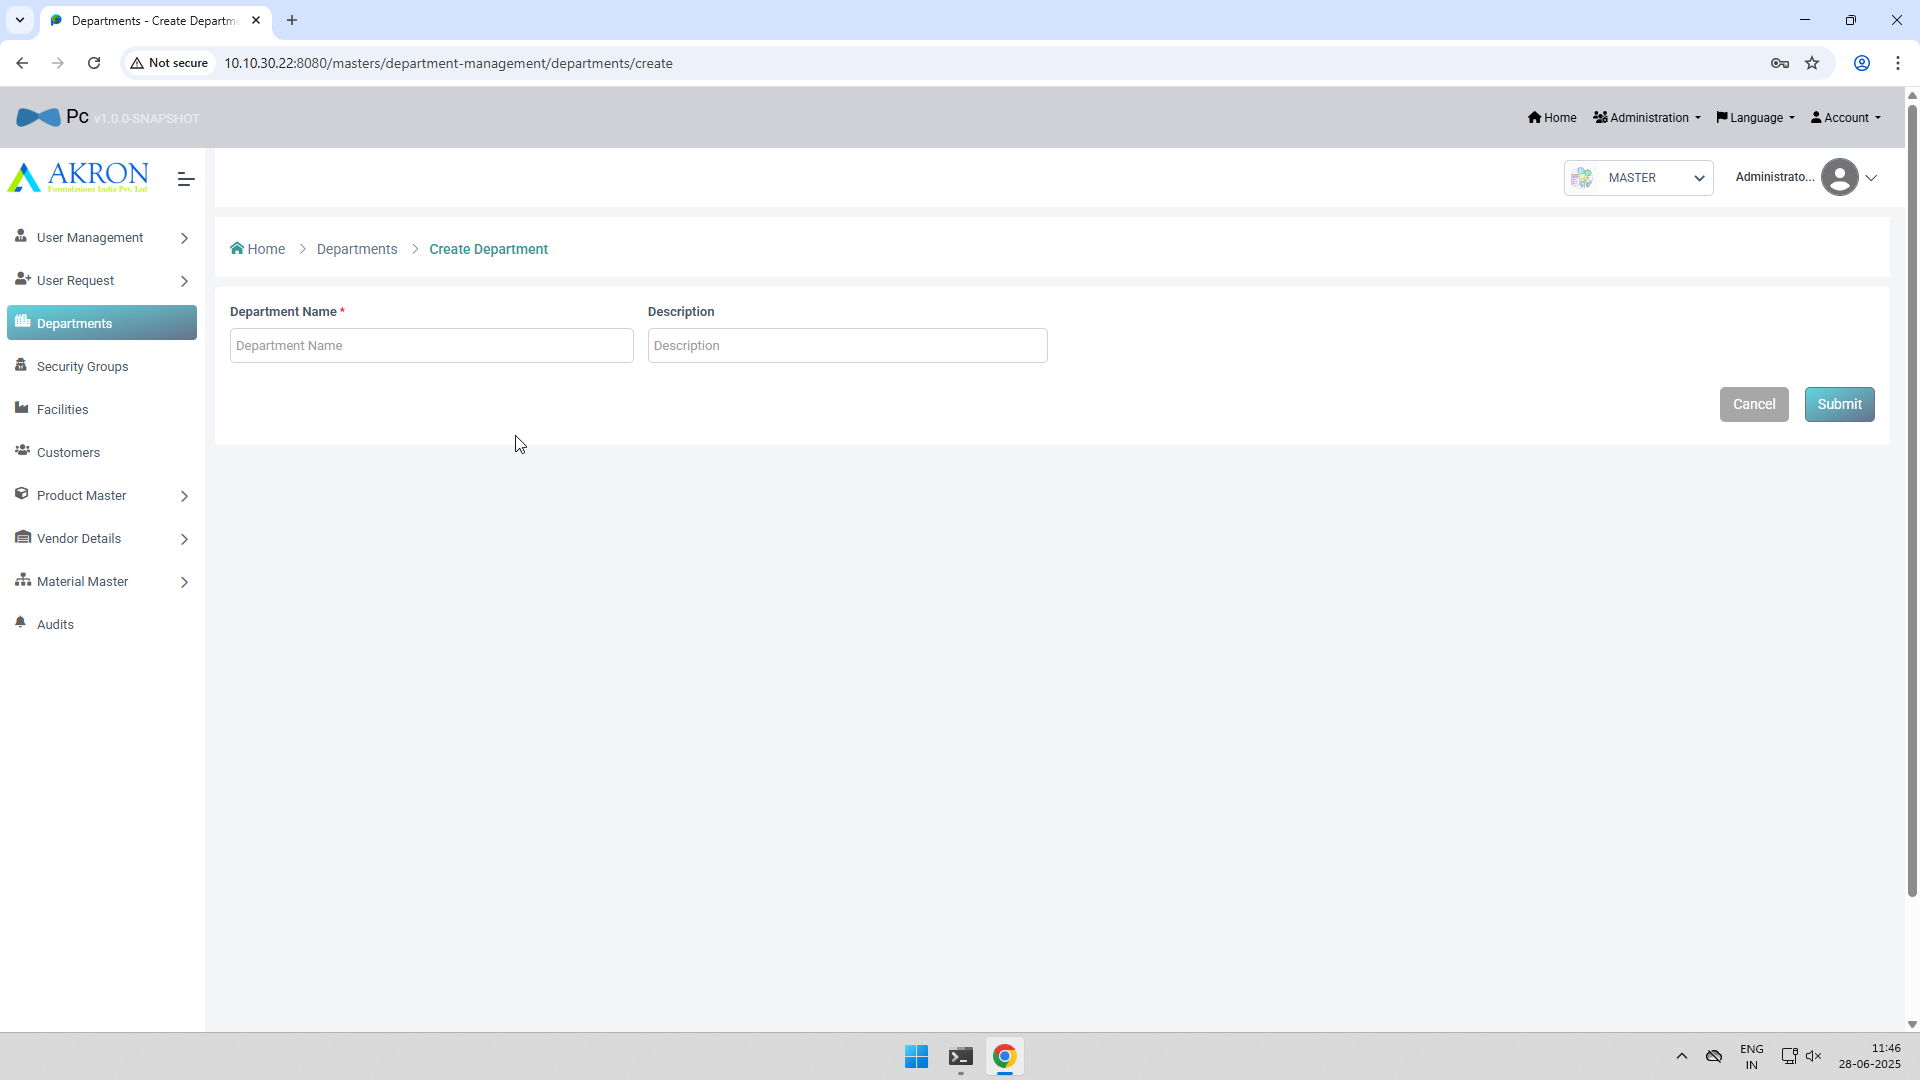 Departments - Create Departm
Not secure
10.10.30.22:8080/masters/department-management/departments/create
Pc v1.0.0-SNAPSHOT
Home
Administration
Language
Account
AKRON
Formulations India Pvt. Ltd
MASTER
Administrato...
User Management
User Request
Departments
Security Groups
Facilities
Customers
Product Master
Vendor Details
Material Master
Audits
Home > Departments > Create Department
Department Name *
Description
Department Name
Description
Cancel
Submit
ENG
IN
11:46
28-06-2025